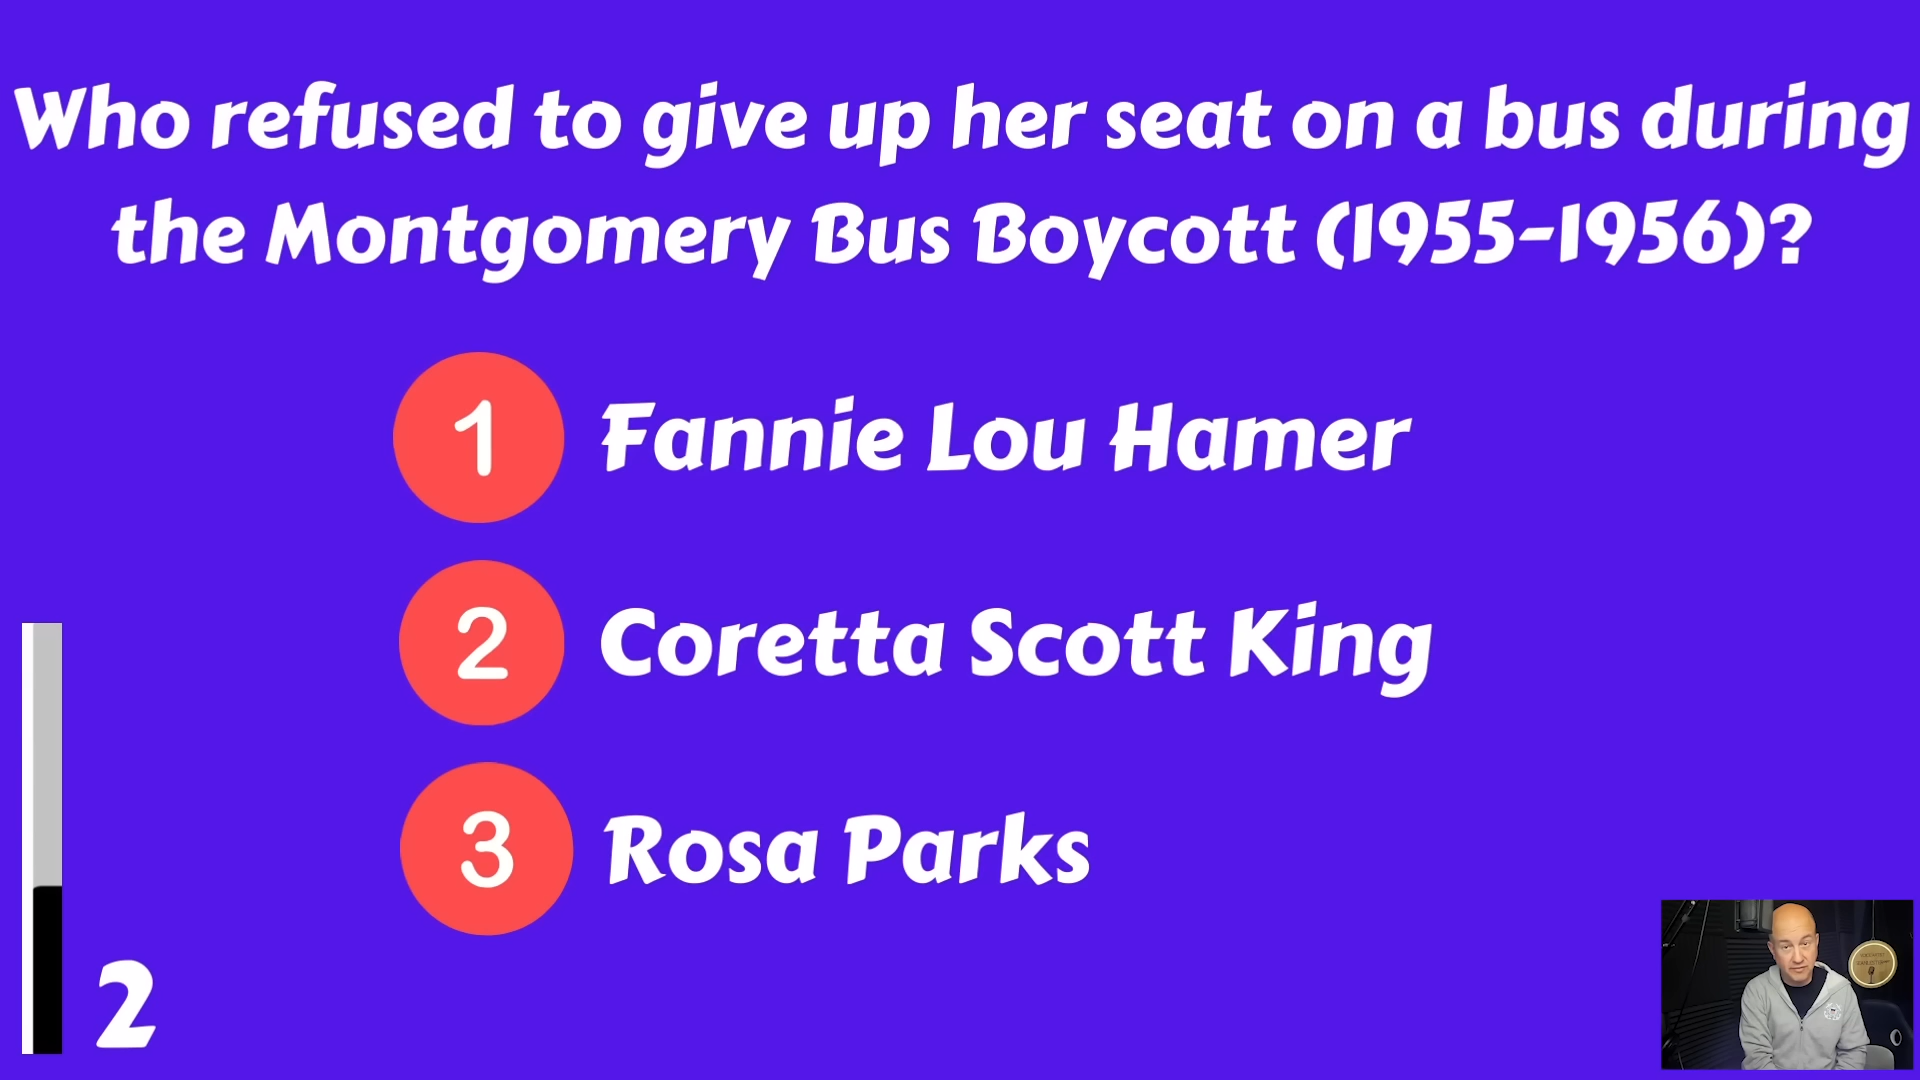 Who refused to give up her seat on a bus during
the Montgomery Bus Boycott (1955-1956)?
1 Fannie Lou Hamer
2 Coretta Scott King
3 Rosa Parks
2